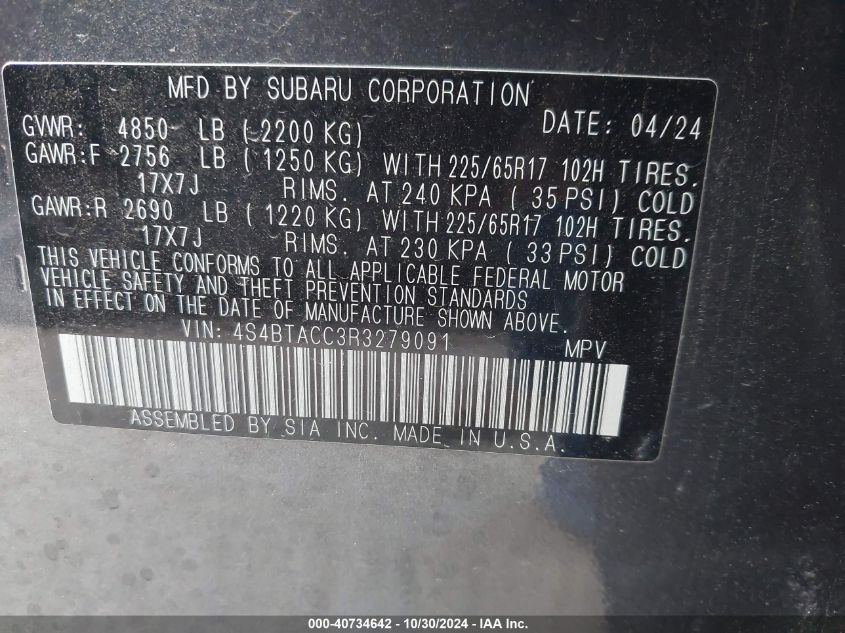 MFD BY SUBARU CORPORATION
GVWR: 4850 LB ( 2200 KG) DATE: 04/24
GAWR:F 2756 LB ( 1250 KG) WITH 225/65R17 102H TIRES.
17X7J RIMS. AT 240 KPA ( 35 PSI) COLD
GAWR:R 2690 LB ( 1220 KG) WITH 225/65R17 102H TIRES.
17X7J RIMS. AT 230 KPA ( 33 PSI) COLD
THIS VEHICLE CONFORMS TO ALL APPLICABLE FEDERAL MOTOR
VEHICLE SAFETY AND THEFT PREVENTION STANDARDS
IN EFFECT ON THE DATE OF MANUFACTURE SHOWN ABOVE.
VIN: 4S4BTACC3R3279091 MPV
ASSEMBLED BY SIA INC. MADE IN U.S.A.
000-40734642 - 10/30/2024 - IAA Inc.